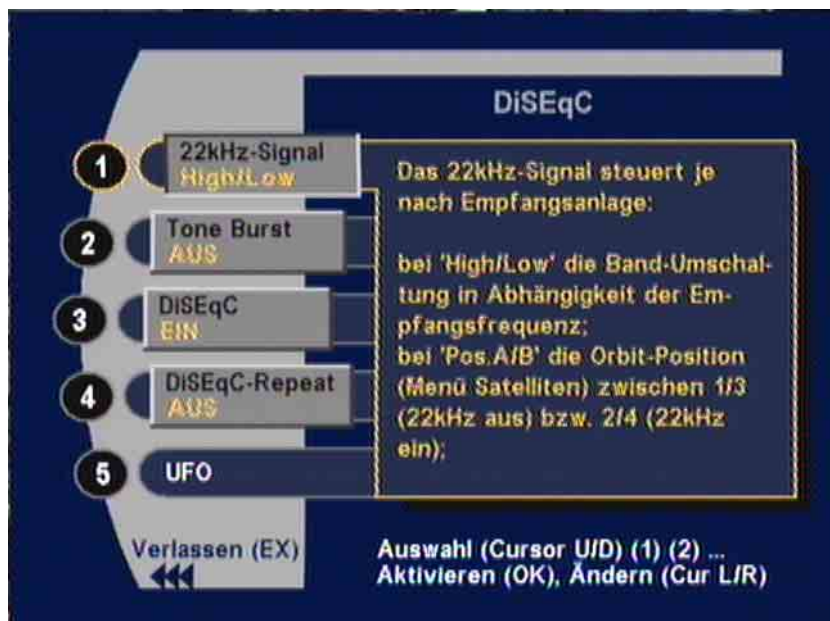 DiSEqC
1
22kHz-Signal
High/Low
2
Tone Burst
AUS
3
DiSEqC
EIN
4
DiSEqC-Repeat
AUS
5
UFO
Das 22kHz-Signal steuert je
nach Empfangsanlage:
bei 'High/Low' die Band-Umschal-
tung in Abhängigkeit der Em-
pfangsfrequenz;
bei 'Pos.A/B' die Orbit-Position
(Menü Satelliten) zwischen 1/3
(22kHz aus) bzw. 2/4 (22kHz
ein);
Verlassen (EX)
Auswahl (Cursor U/D) (1) (2) ...
Aktivieren (OK), Ändern (Cur L/R)